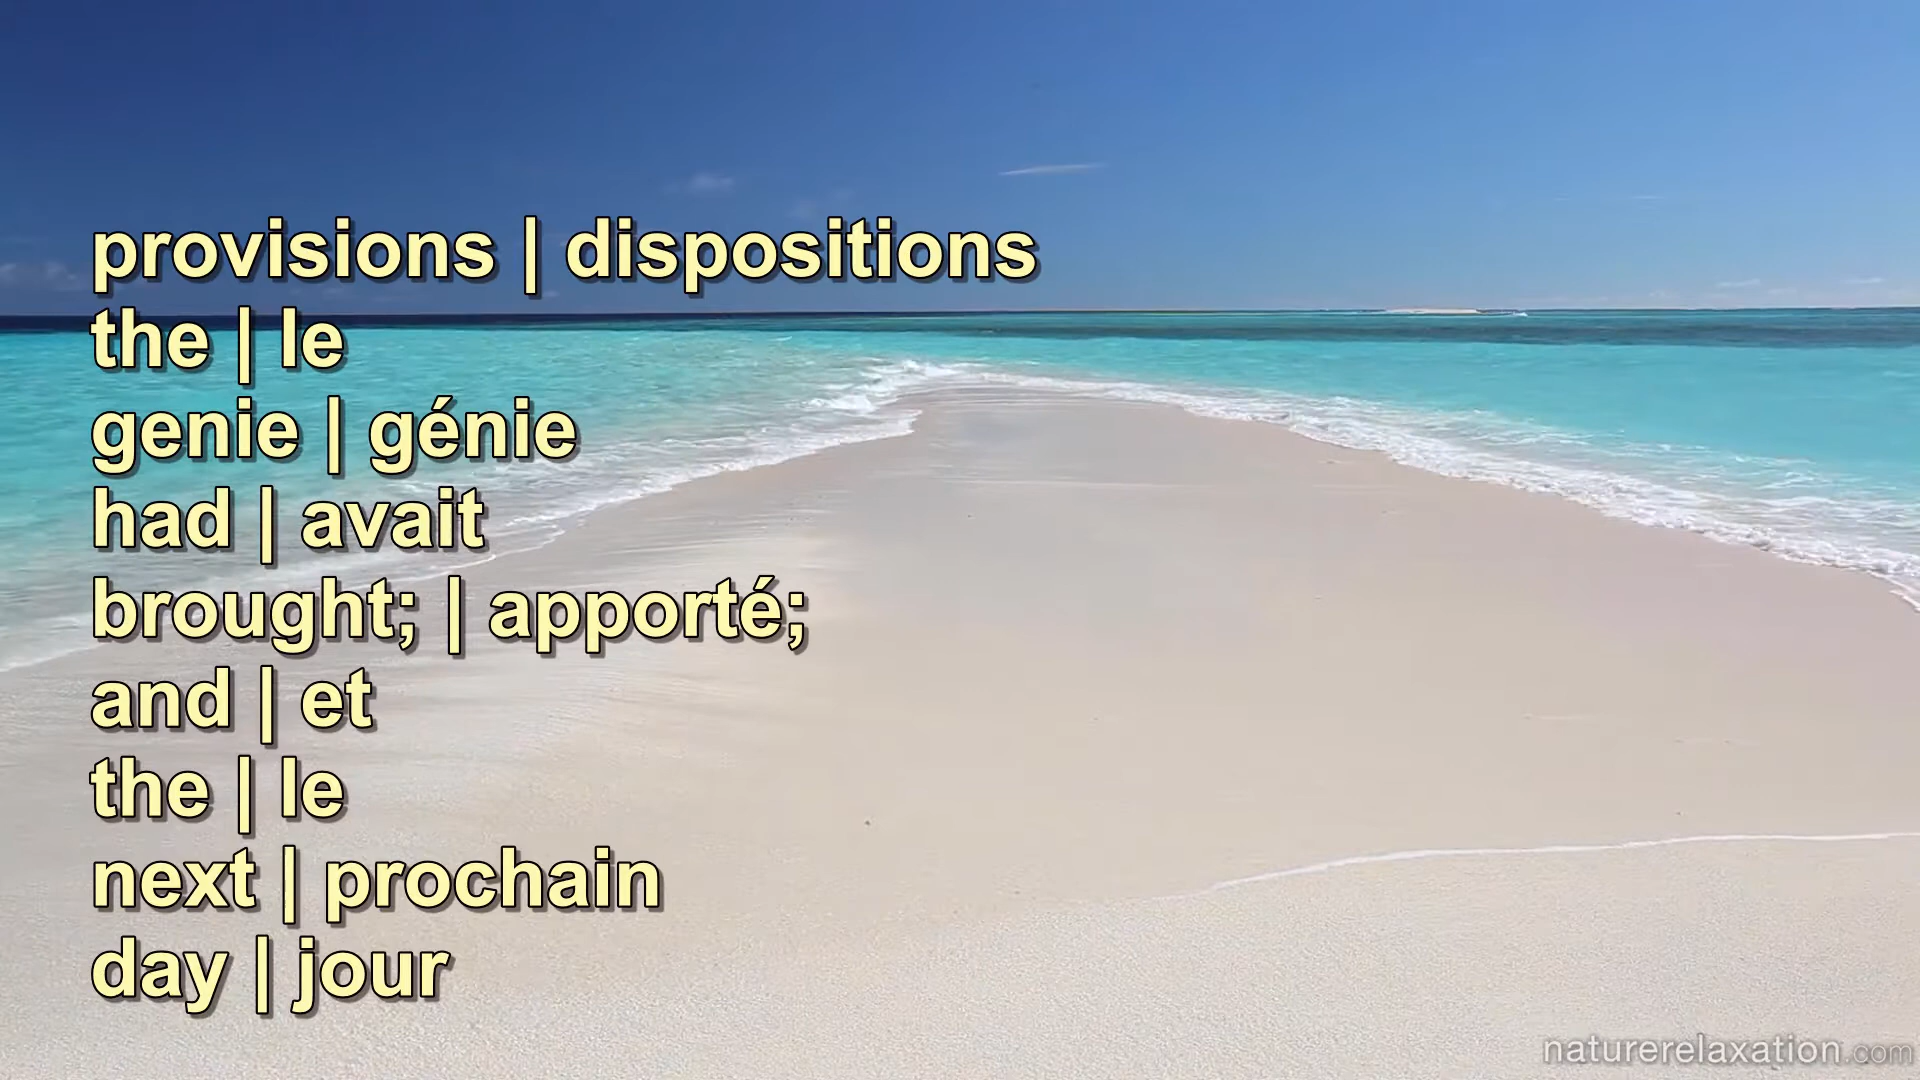 provisions | dispositions
the | le
genie | génie
had | avait
brought; | apporté;
and | et
the | le
next | prochain
day | jour
naturerelaxation.com